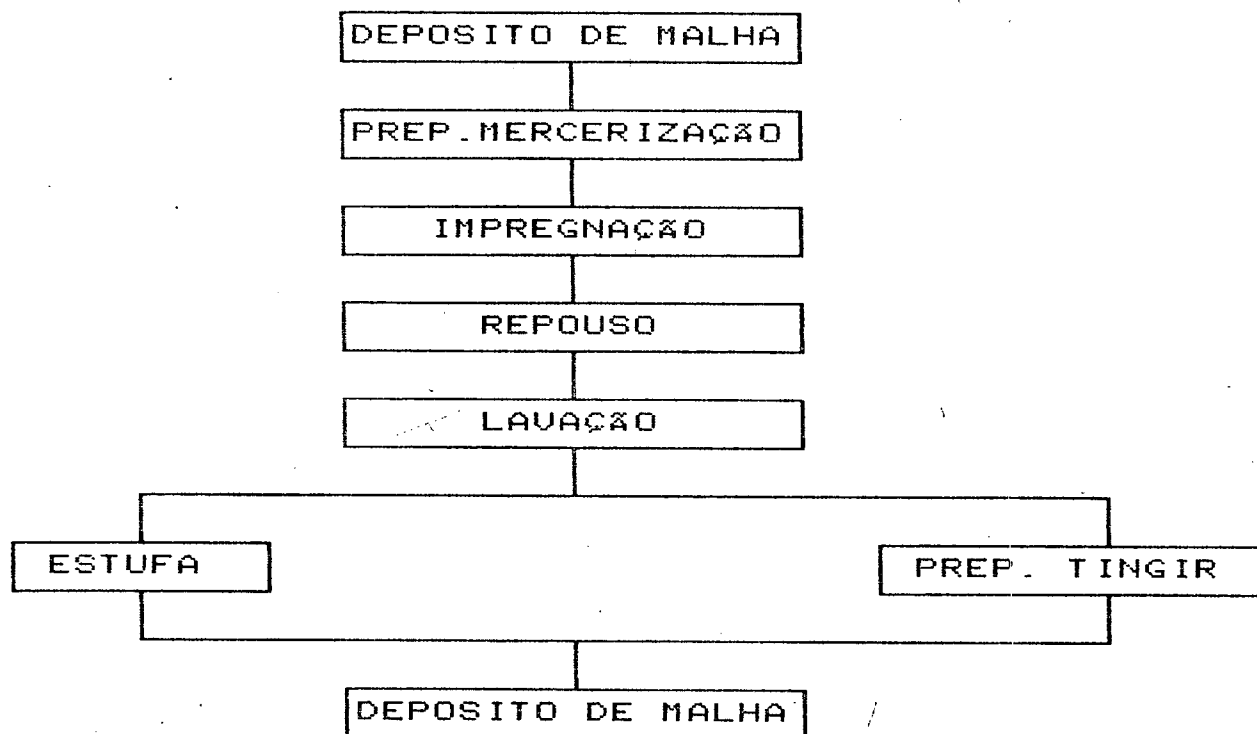 DEPOSITO DE MALHA
PREP.MERCERIZAÇÃO
IMPREGNAÇÃO
REPOUSO
LAVAÇÃO
ESTUFA
PREP. TINGIR
DEPOSITO DE MALHA